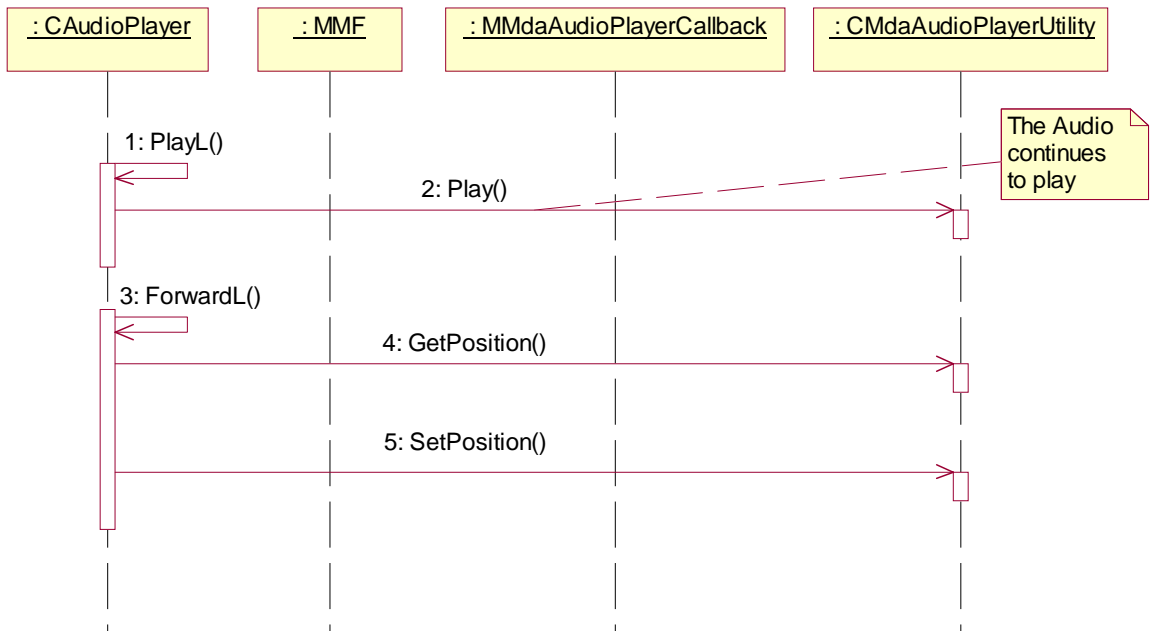 : CAudioPlayer
: MMF
: MMdaAudioPlayerCallback
: CMdaAudioPlayerUtility
The Audio
continues
to play
1: PlayL()
2: Play()
3: ForwardL()
4: GetPosition()
5: SetPosition()